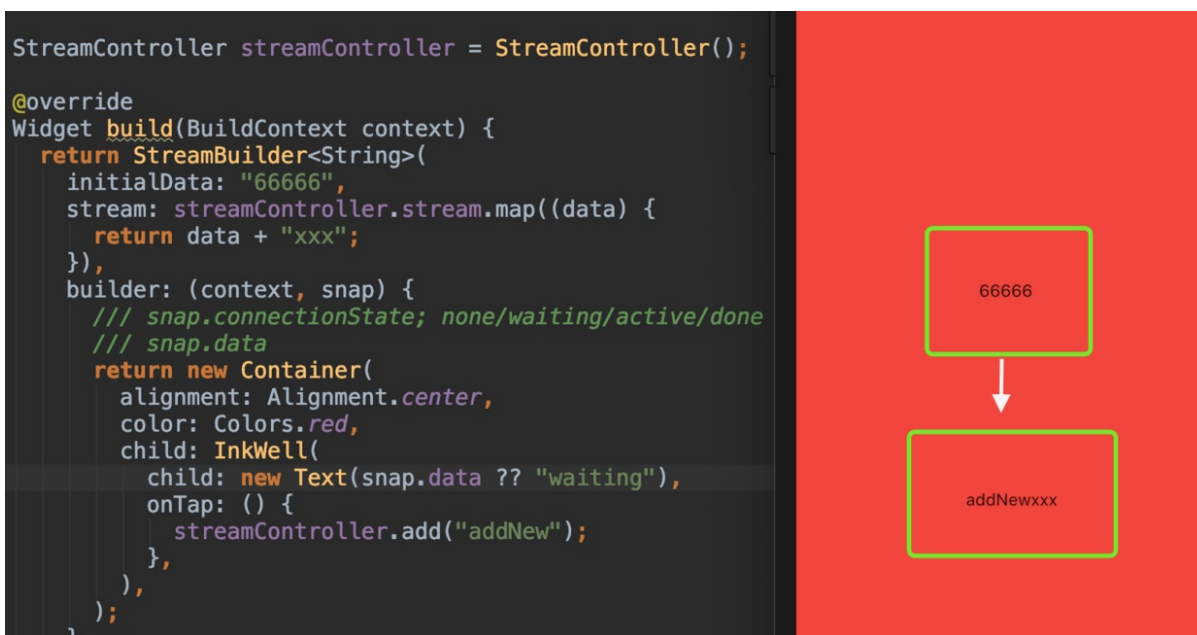 StreamController streamController = StreamController();
@override
Widget build(BuildContext context) {
return StreamBuilder<String>(
initialData: "66666",
stream: streamController.stream.map((data) {
return data + "xxx";
}),
builder: (context, snap) {
/// snap.connectionState; none/waiting/active/done
/// snap.data
return new Container(
alignment: Alignment.center,
color: Colors.red,
child: InkWell(
child: new Text(snap.data ?? "waiting"),
onTap: () {
streamController.add("addNew");
},
),
);
66666
addNewxxx